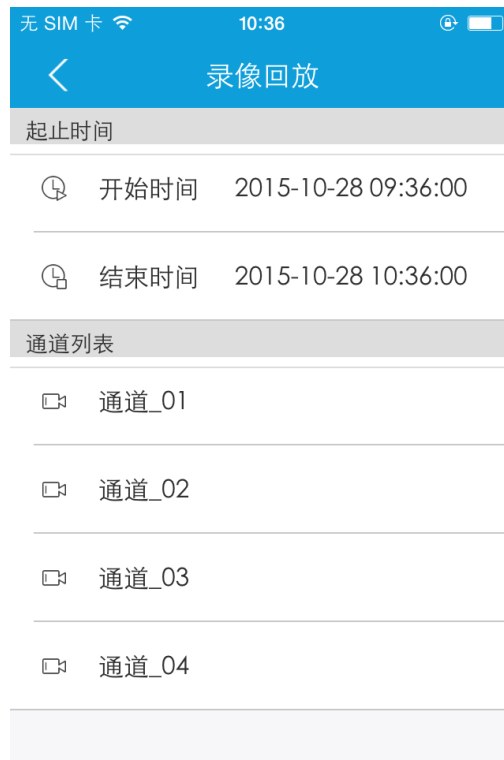 无 SIM 卡 10:36
录像回放
起止时间
开始时间 2015-10-28 09:36:00
结束时间 2015-10-28 10:36:00
通道列表
通道_01
通道_02
通道_03
通道_04